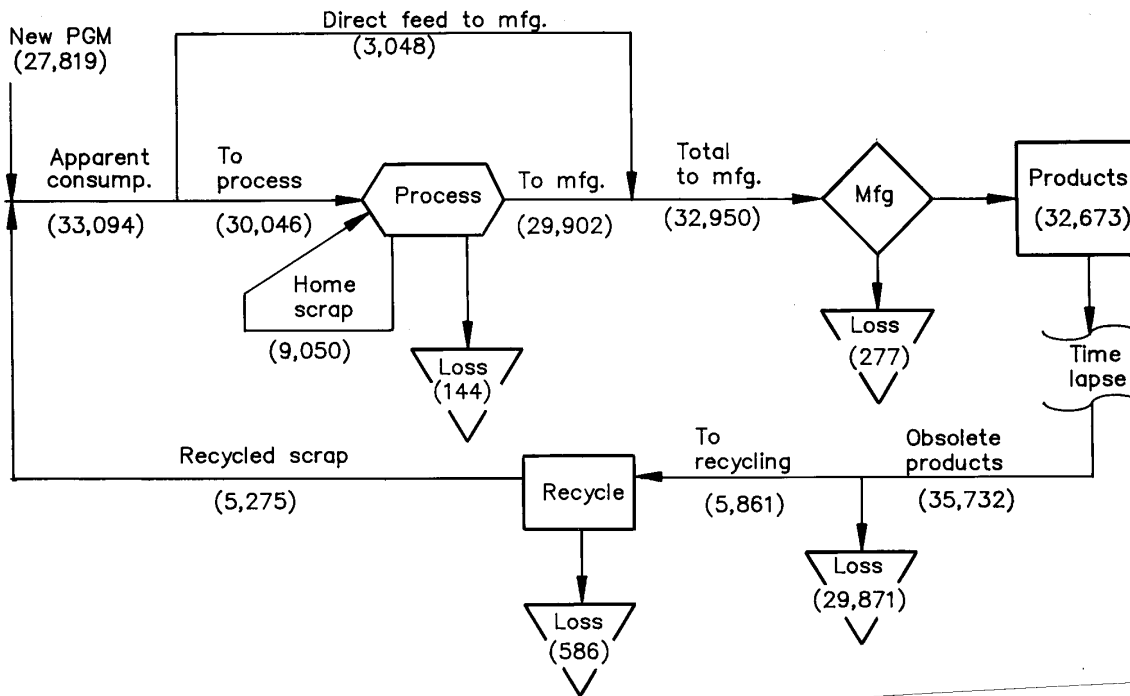 Direct feed to mfg.
(3,048)
New PGM
(27,819)
Apparent
consump.
(33,094)
To
process
(30,046)
Process
Home
scrap
(9,050)
Loss
(144)
To mfg.
(29,902)
Total
to mfg.
(32,950)
Mfg
Loss
(277)
Products
(32,673)
Time
lapse
Obsolete
products
(35,732)
Loss
(29,871)
To
recycling
(5,861)
Recycle
Loss
(586)
Recycled scrap
(5,275)